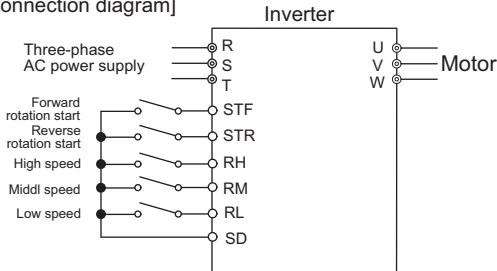 onnection diagram]
Inverter
Three-phase
AC power supply
R
S
T
U
V
W
Motor
Forward
rotation start
STF
Reverse
rotation start
STR
High speed
RH
Middl speed
RM
Low speed
RL
SD